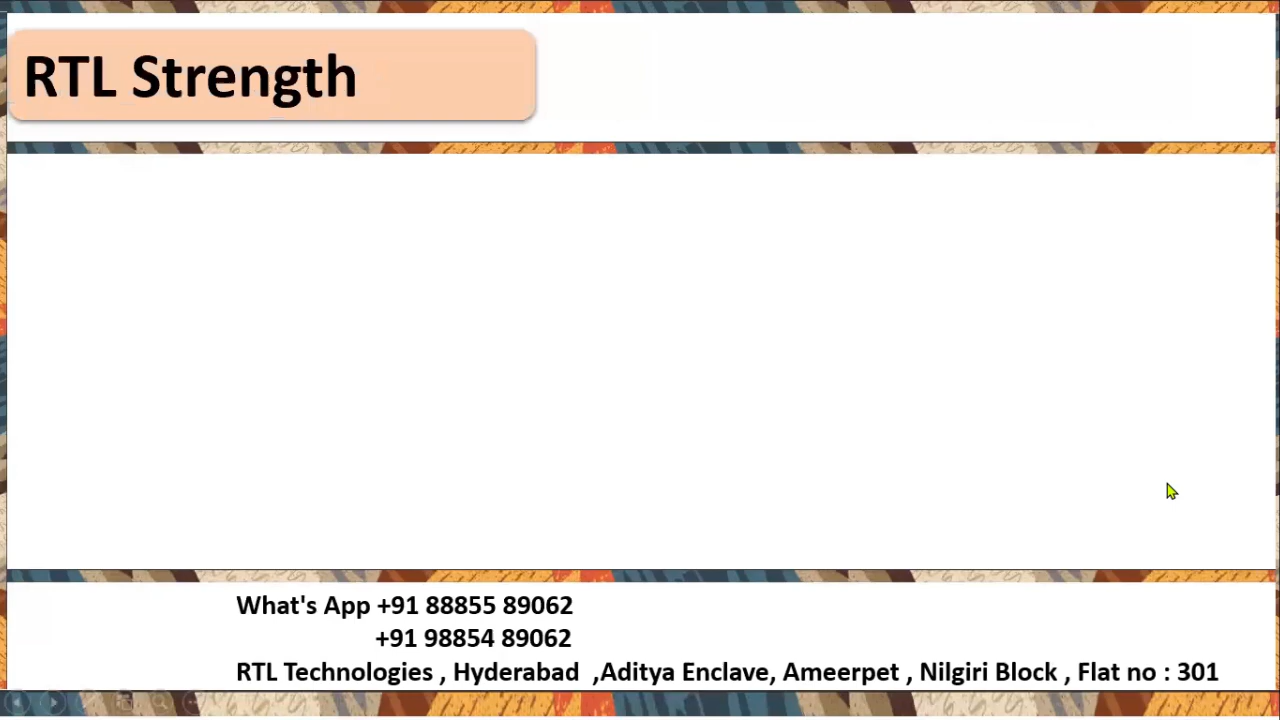 RTL Strength
What's App +91 88855 89062
+91 98854 89062
RTL Technologies , Hyderabad ,Aditya Enclave, Ameerpet , Nilgiri Block , Flat no : 301